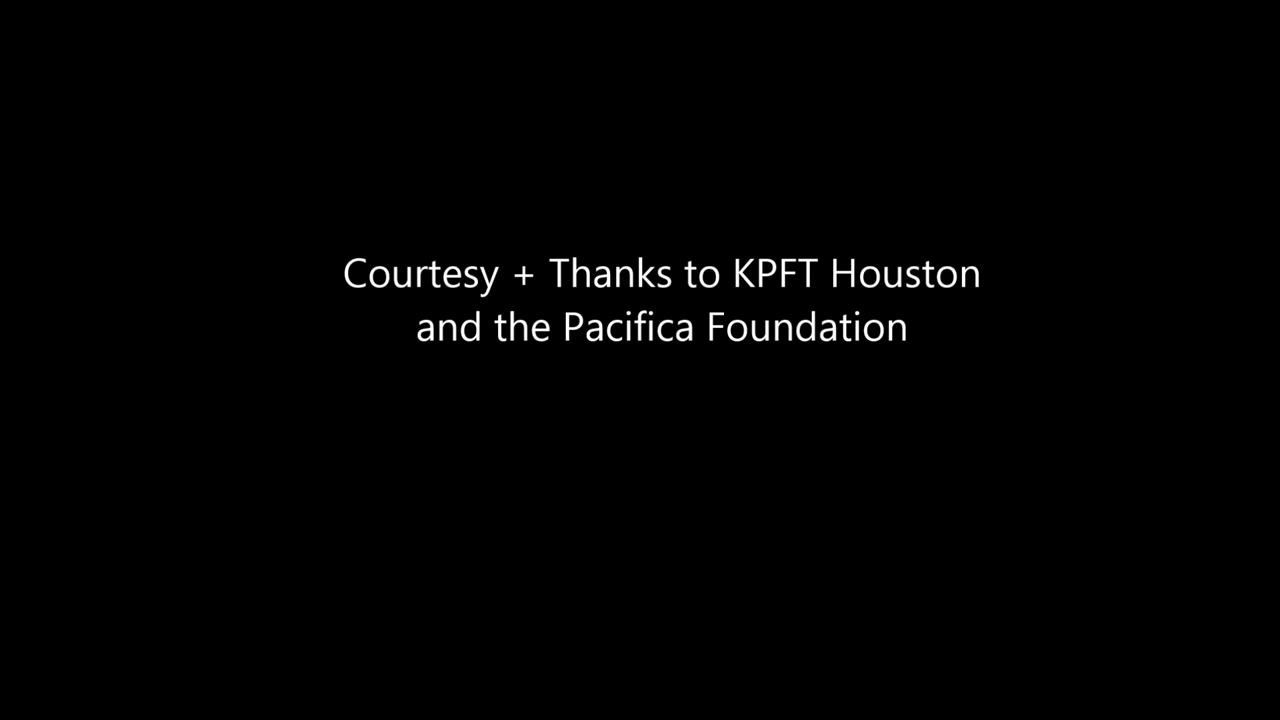 Courtesy + Thanks to KPFT Houston
and the Pacifica Foundation